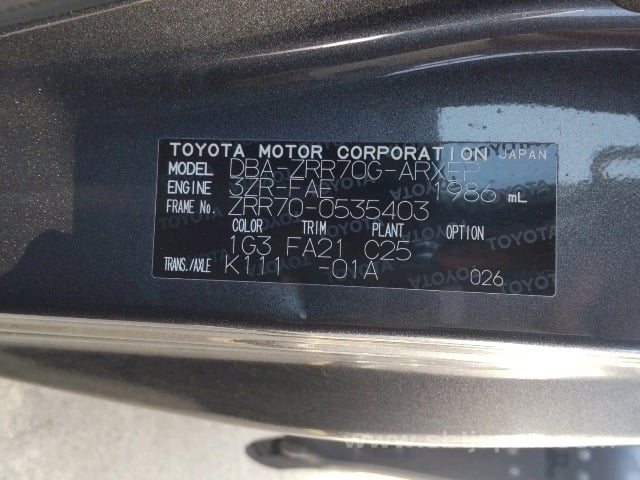 TOYOTA MOTOR CORPORATION JAPAN
MODEL DBA-ZRR70G-ARXEP
ENGINE 3ZR-FAE 1986 mL
FRAME No. ZRR70-0535403
COLOR TRIM PLANT OPTION
1G3 FA21 C25
TRANS./AXLE K111 -01A 026